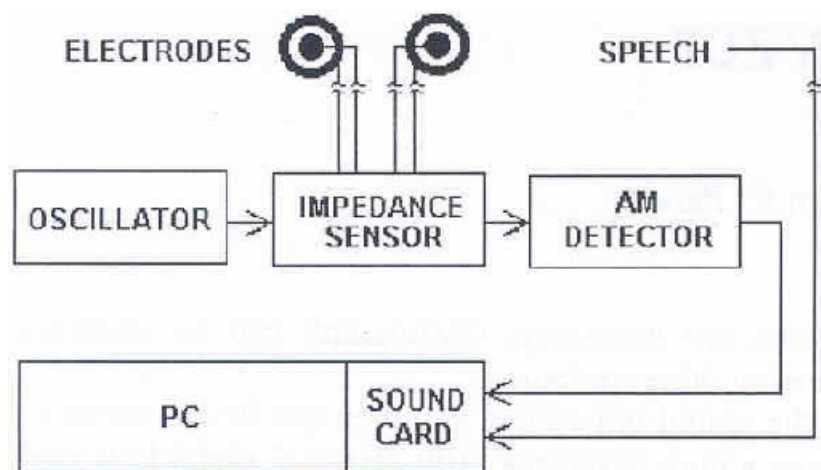 ELECTRODES
SPEECH
OSCILLATOR
IMPEDANCE
SENSOR
AM
DETECTOR
PC
SOUND
CARD